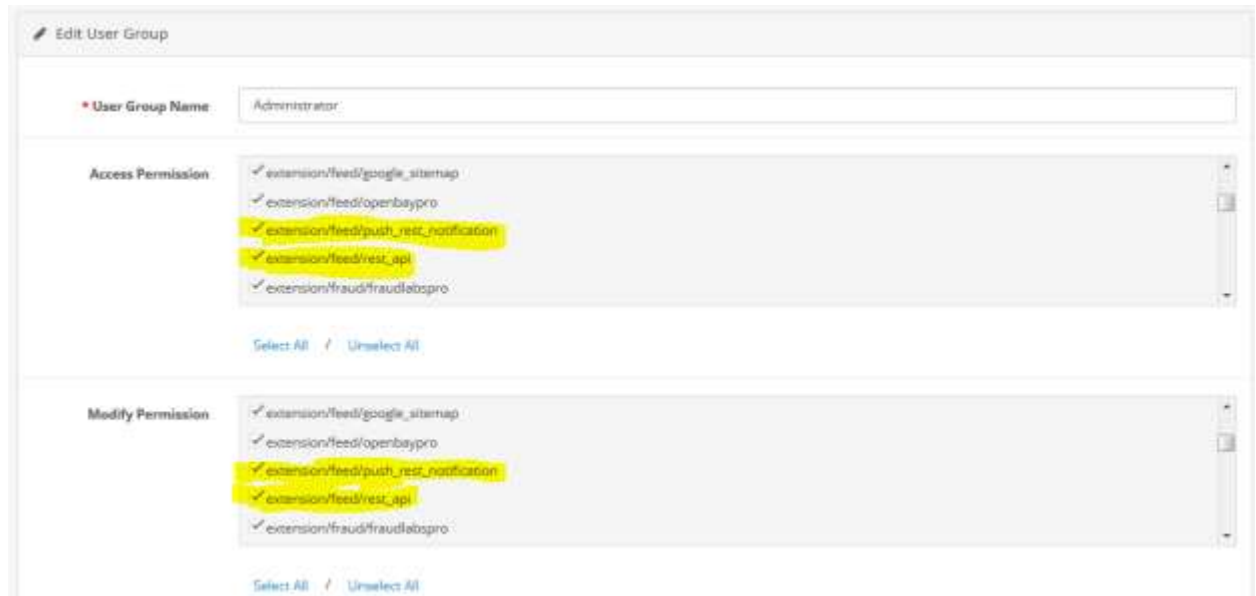 Edit User Group
* User Group Name
Administrator
Access Permission
extension/feed/google_sitemap
extension/feed/openbaypro
extension/feed/push_rest_notification
extension/feed/rest_api
extension/fraud/fraudlabspro
Select All / Unselect All
Modify Permission
extension/feed/google_sitemap
extension/feed/openbaypro
extension/feed/push_rest_notification
extension/feed/rest_api
extension/fraud/fraudlabspro
Select All / Unselect All